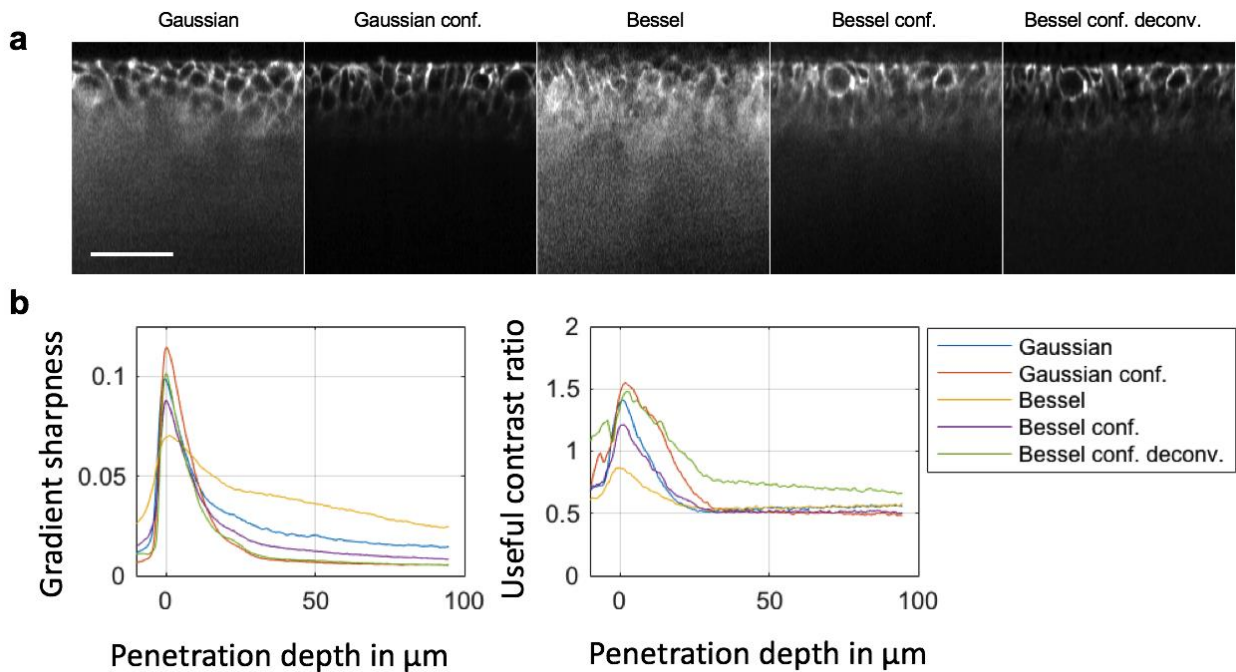 Gaussian Gaussian conf. Bessel Bessel conf. Bessel conf. deconv.
a
b
Gradient sharpness
0.1
0.05
0
0 50 100
Penetration depth in μm
Useful contrast ratio
2
1.5
1
0.5
0
0 50 100
Penetration depth in μm
Gaussian
Gaussian conf.
Bessel
Bessel conf.
Bessel conf. deconv.